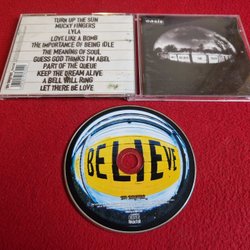 TURN UP THE SUN
MUCKY FINGERS
LYLA
LOVE LIKE A BOMB
THE IMPORTANCE OF BEING IDLE
THE MEANING OF SOUL
GUESS GOD THINKS I'M ABEL
PART OF THE QUEUE
KEEP THE DREAM ALIVE
A BELL WILL RING
LET THERE BE LOVE
oasis
BELIEVE